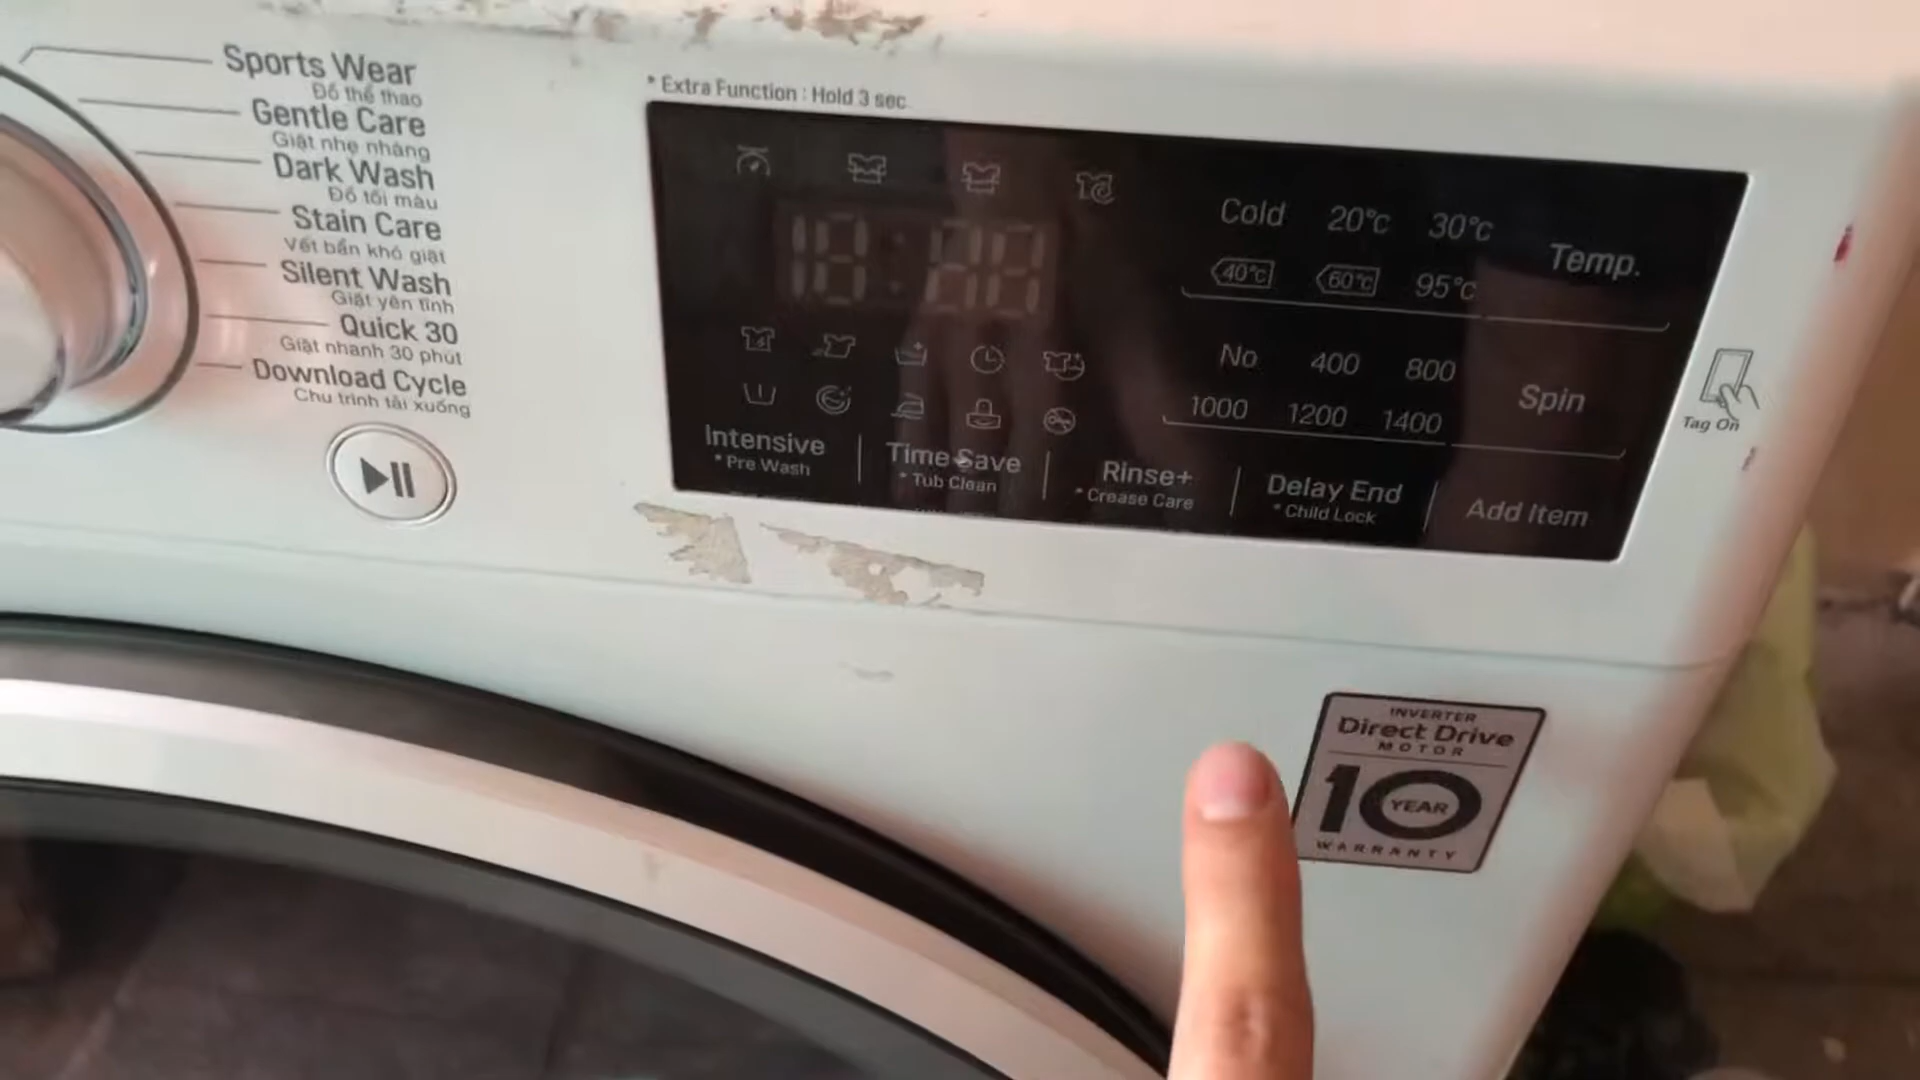 Sports Wear
Đồ thể thao
Gentle Care
Giặt nhẹ nhàng
Dark Wash
Đồ tối màu
Stain Care
Vết bẩn khó giặt
Silent Wash
Giặt yên tĩnh
Quick 30
Giặt nhanh 30 phút
Download Cycle
Chu trình tải xuống
* Extra Function : Hold 3 sec.
18:88
Cold 20°c 30°c
40°c 60°c 95°c
Temp.
No 400 800
1000 1200 1400
Spin
Intensive
* Pre Wash
Time Save
* Tub Clean
Rinse+
* Crease Care
Delay End
* Child Lock
Add Item
Tag On
INVERTER
Direct Drive
MOTOR
10
YEAR
WARRANTY